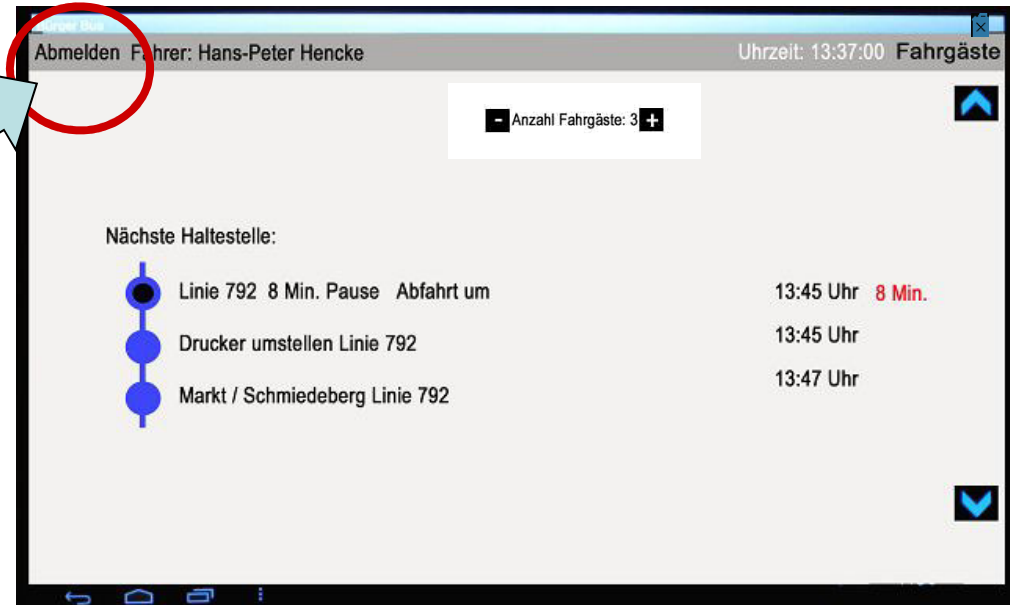 Bürger Bus
Abmelden Fahrer: Hans-Peter Hencke Uhrzeit: 13:37:00 Fahrgäste
- Anzahl Fahrgäste: 3 +
Nächste Haltestelle:
Linie 792 8 Min. Pause Abfahrt um 13:45 Uhr 8 Min.
Drucker umstellen Linie 792 13:45 Uhr
Markt / Schmiedeberg Linie 792 13:47 Uhr